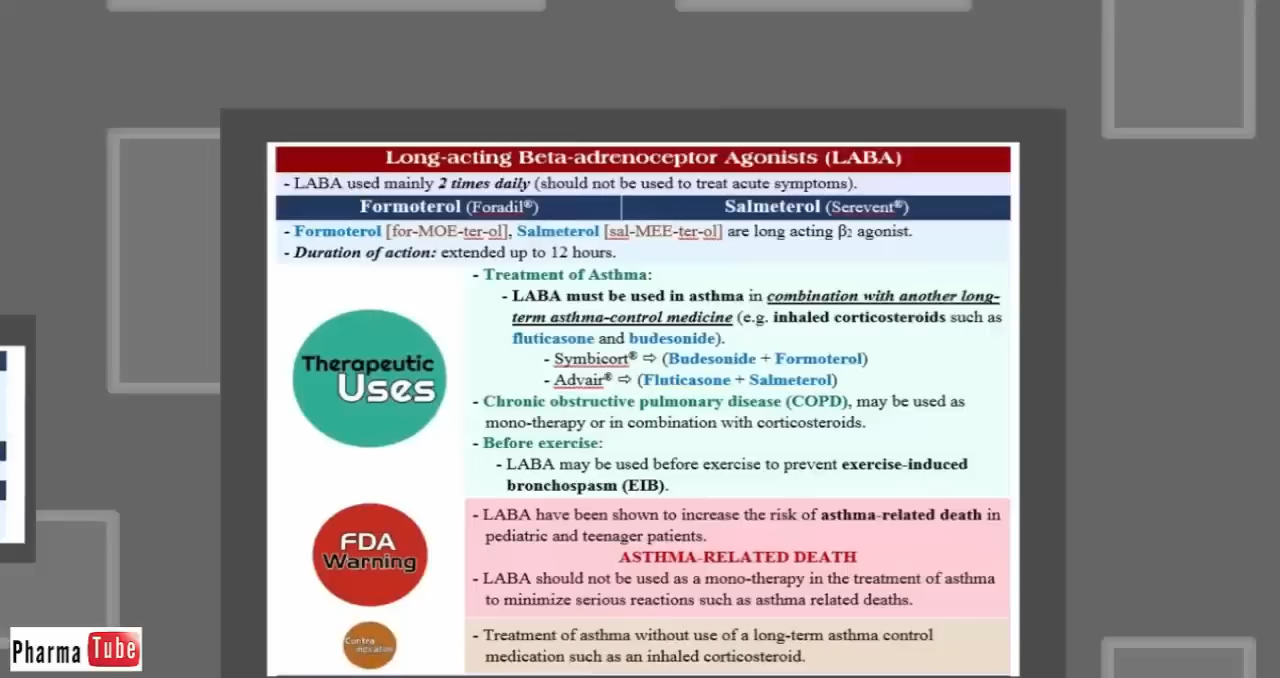 Long-acting Beta-adrenoceptor Agonists (LABA)
- LABA used mainly 2 times daily (should not be used to treat acute symptoms).
Formoterol (Foradil®)
Salmeterol (Serevent®)
- Formoterol [for-MOE-ter-ol], Salmeterol [sal-MEE-ter-ol] are long acting β2 agonist.
- Duration of action: extended up to 12 hours.
Therapeutic
Uses
- Treatment of Asthma:
- LABA must be used in asthma in combination with another long-
term asthma-control medicine (e.g. inhaled corticosteroids such as
fluticasone and budesonide).
- Symbicort® ⇨ (Budesonide + Formoterol)
- Advair® ⇨ (Fluticasone + Salmeterol)
- Chronic obstructive pulmonary disease (COPD), may be used as
mono-therapy or in combination with corticosteroids.
- Before exercise:
- LABA may be used before exercise to prevent exercise-induced
bronchospasm (EIB).
FDA
Warning
- LABA have been shown to increase the risk of asthma-related death in
pediatric and teenager patients.
ASTHMA-RELATED DEATH
- LABA should not be used as a mono-therapy in the treatment of asthma
to minimize serious reactions such as asthma related deaths.
Contra
- Treatment of asthma without use of a long-term asthma control
medication such as an inhaled corticosteroid.
Pharma Tube